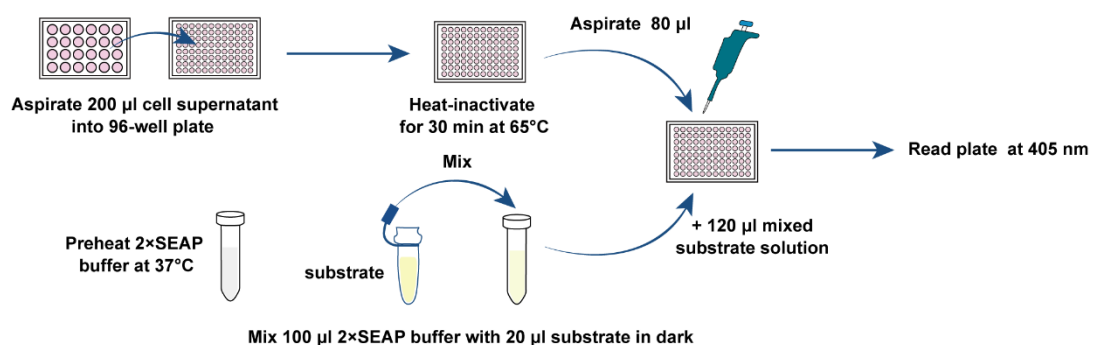 Aspirate 200 µl cell supernatant
into 96-well plate
Heat-inactivate
for 30 min at 65°C
Aspirate 80 µl
Read plate at 405 nm
Preheat 2×SEAP
buffer at 37°C
substrate
Mix
+ 120 µl mixed
substrate solution
Mix 100 µl 2×SEAP buffer with 20 µl substrate in dark